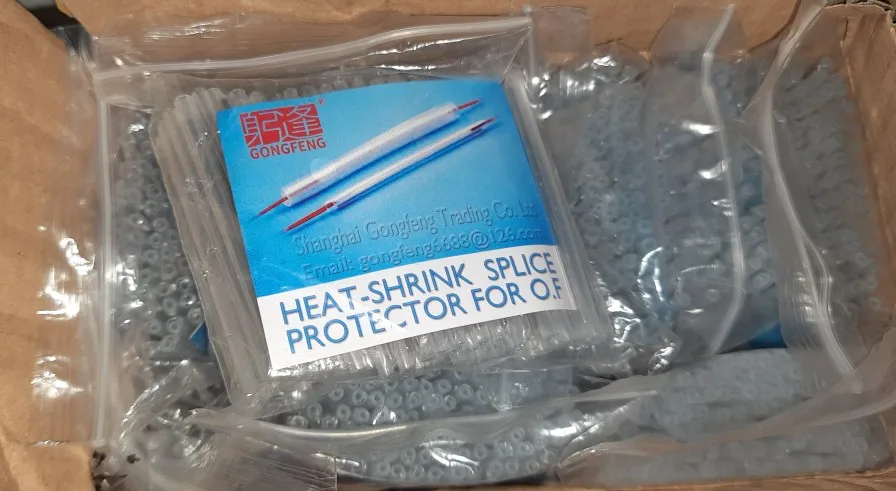 躬逢
GONGFENG
Shanghai Gongfeng Trading Co. Ltd
Email: gongfeng6688@126.com
HEAT-SHRINK SPLICE
PROTECTOR FOR O.F